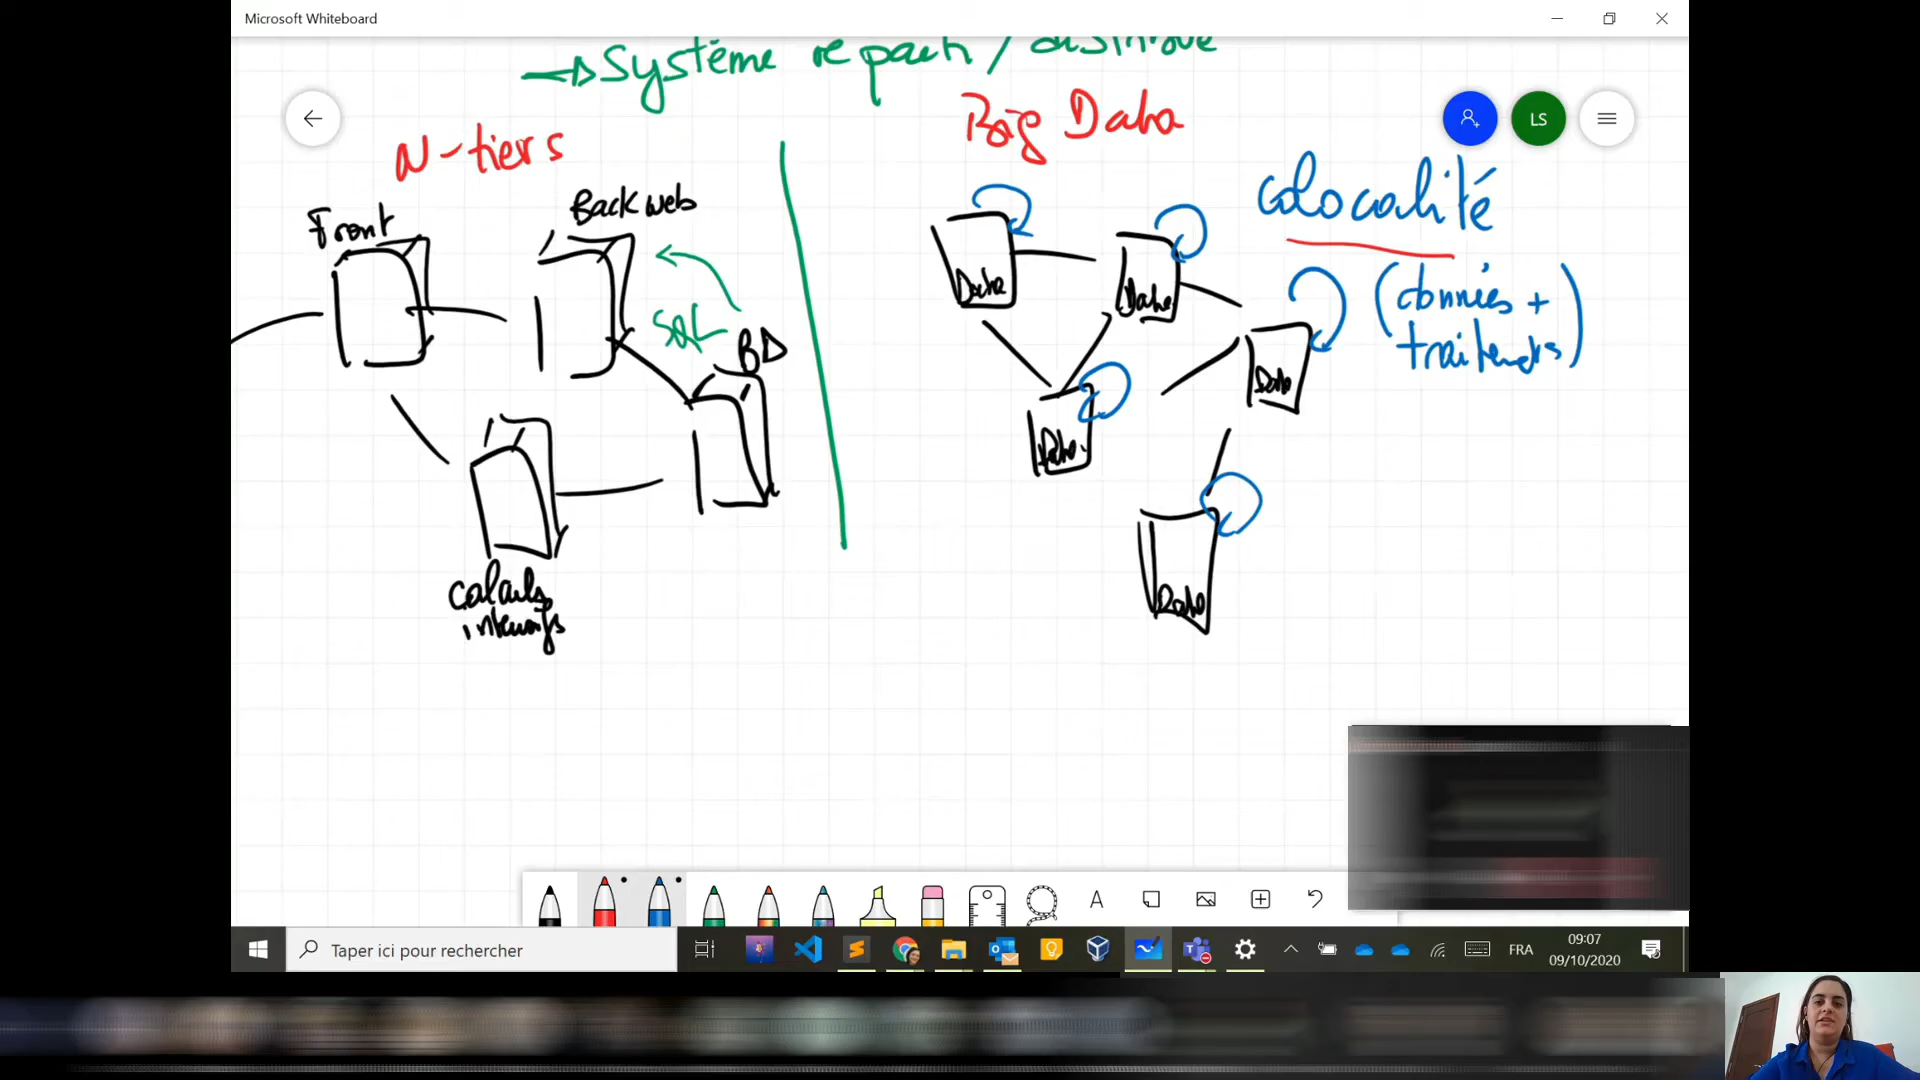 Microsoft Whiteboard
Système réparti / distribué
Big Data
N-tiers
LS
Back web
Front
colocalité
Data
Data
(données +
traitements)
SQL
BD
Data
Data
calculs
intensifs
Data
Taper ici pour rechercher
FRA
09:07
09/10/2020